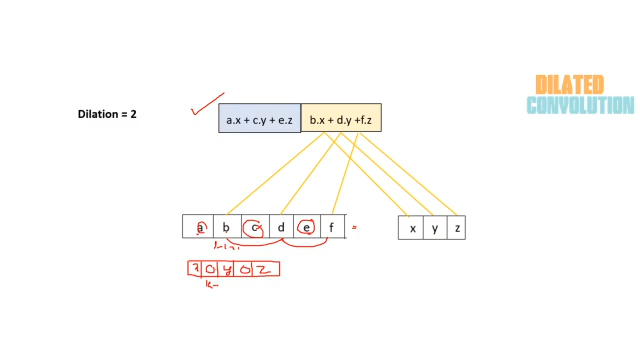 DILATED
CONVOLUTION
Dilation = 2
a.x + c.y + e.z b.x + d.y +f.z
a b c d e f =
x y z
0 y 0 z